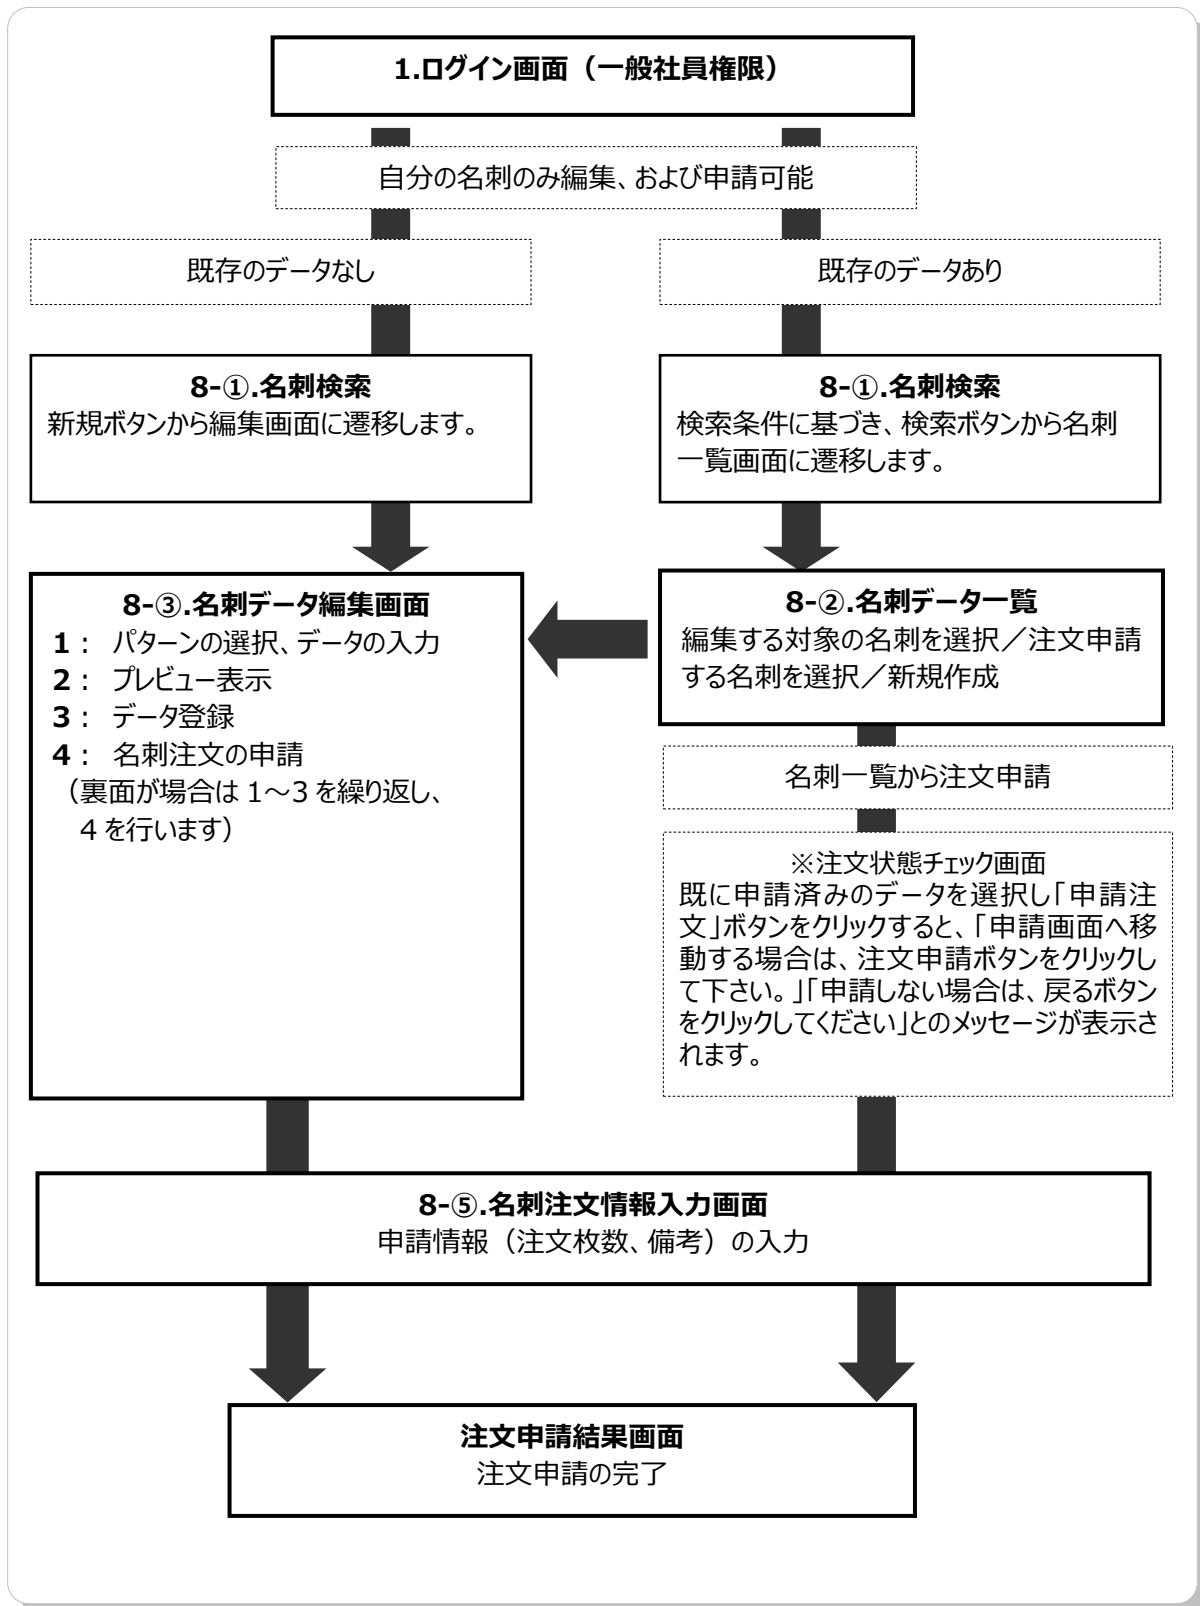 1.ログイン画面（一般社員権限）
自分の名刺のみ編集、および申請可能
既存のデータなし
既存のデータあり
8-①.名刺検索
新規ボタンから編集画面に遷移します。
8-①.名刺検索
検索条件に基づき、検索ボタンから名刺
一覧画面に遷移します。
8-③.名刺データ編集画面
1： パターンの選択、データの入力
2： プレビュー表示
3： データ登録
4： 名刺注文の申請
（裏面が場合は 1～3 を繰り返し、
4 を行います）
8-②.名刺データ一覧
編集する対象の名刺を選択／注文申請
する名刺を選択／新規作成
名刺一覧から注文申請
※注文状態チェック画面
既に申請済みのデータを選択し「申請注
文」ボタンをクリックすると、「申請画面へ移
動する場合は、注文申請ボタンをクリックし
て下さい。」「申請しない場合は、戻るボタン
をクリックしてください」とのメッセージが表示さ
れます。
8-⑤.名刺注文情報入力画面
申請情報（注文枚数、備考）の入力
注文申請結果画面
注文申請の完了